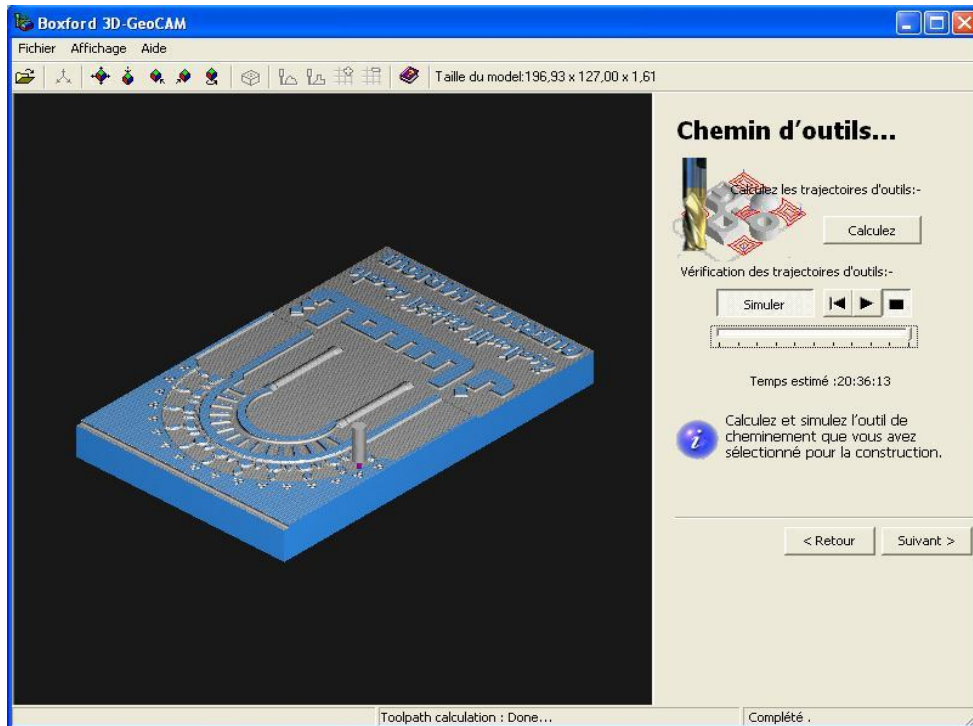 Boxford 3D-GeoCAM
Fichier Affichage Aide
Taille du model:196,93 x 127,00 x 1,61
Chemin d'outils...
Calculez les trajectoires d'outils:-
Calculez
Vérification des trajectoires d'outils:-
Simuler
Temps estimé :20:36:13
Calculez et simulez l'outil de
cheminement que vous avez
sélectionné pour la construction.
< Retour Suivant >
Toolpath calculation : Done... Complété .